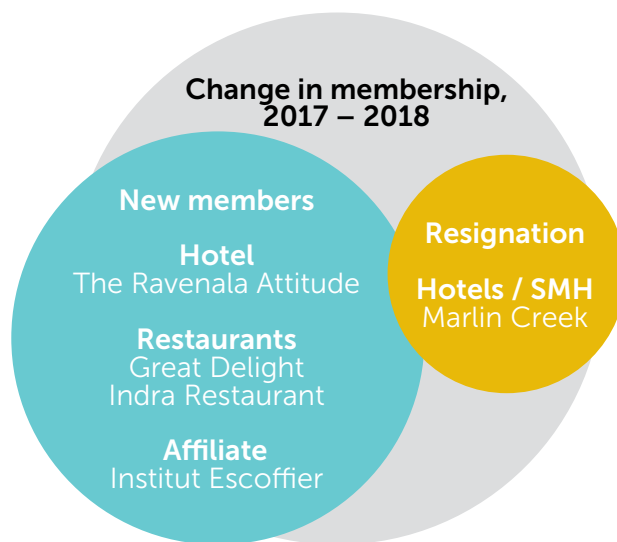 Change in membership,
2017 – 2018
New members
Hotel
The Ravenala Attitude
Restaurants
Great Delight
Indra Restaurant
Affiliate
Institut Escoffier
Resignation
Hotels / SMH
Marlin Creek